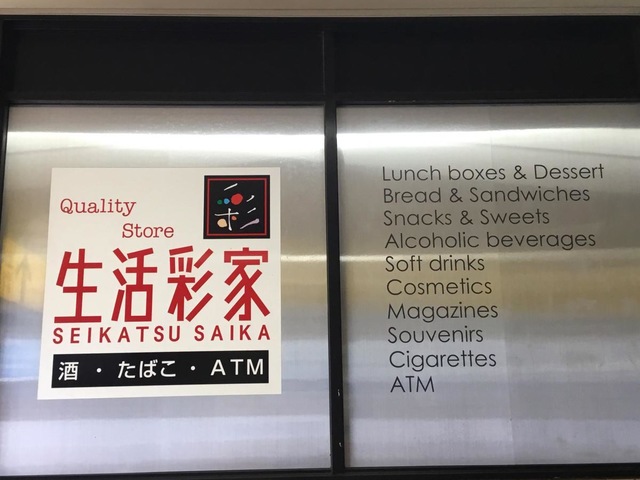 Quality
Store
生活彩家
SEIKATSU SAIKA
酒・たばこ・ATM
Lunch boxes & Dessert
Bread & Sandwiches
Snacks & Sweets
Alcoholic beverages
Soft drinks
Cosmetics
Magazines
Souvenirs
Cigarettes
ATM